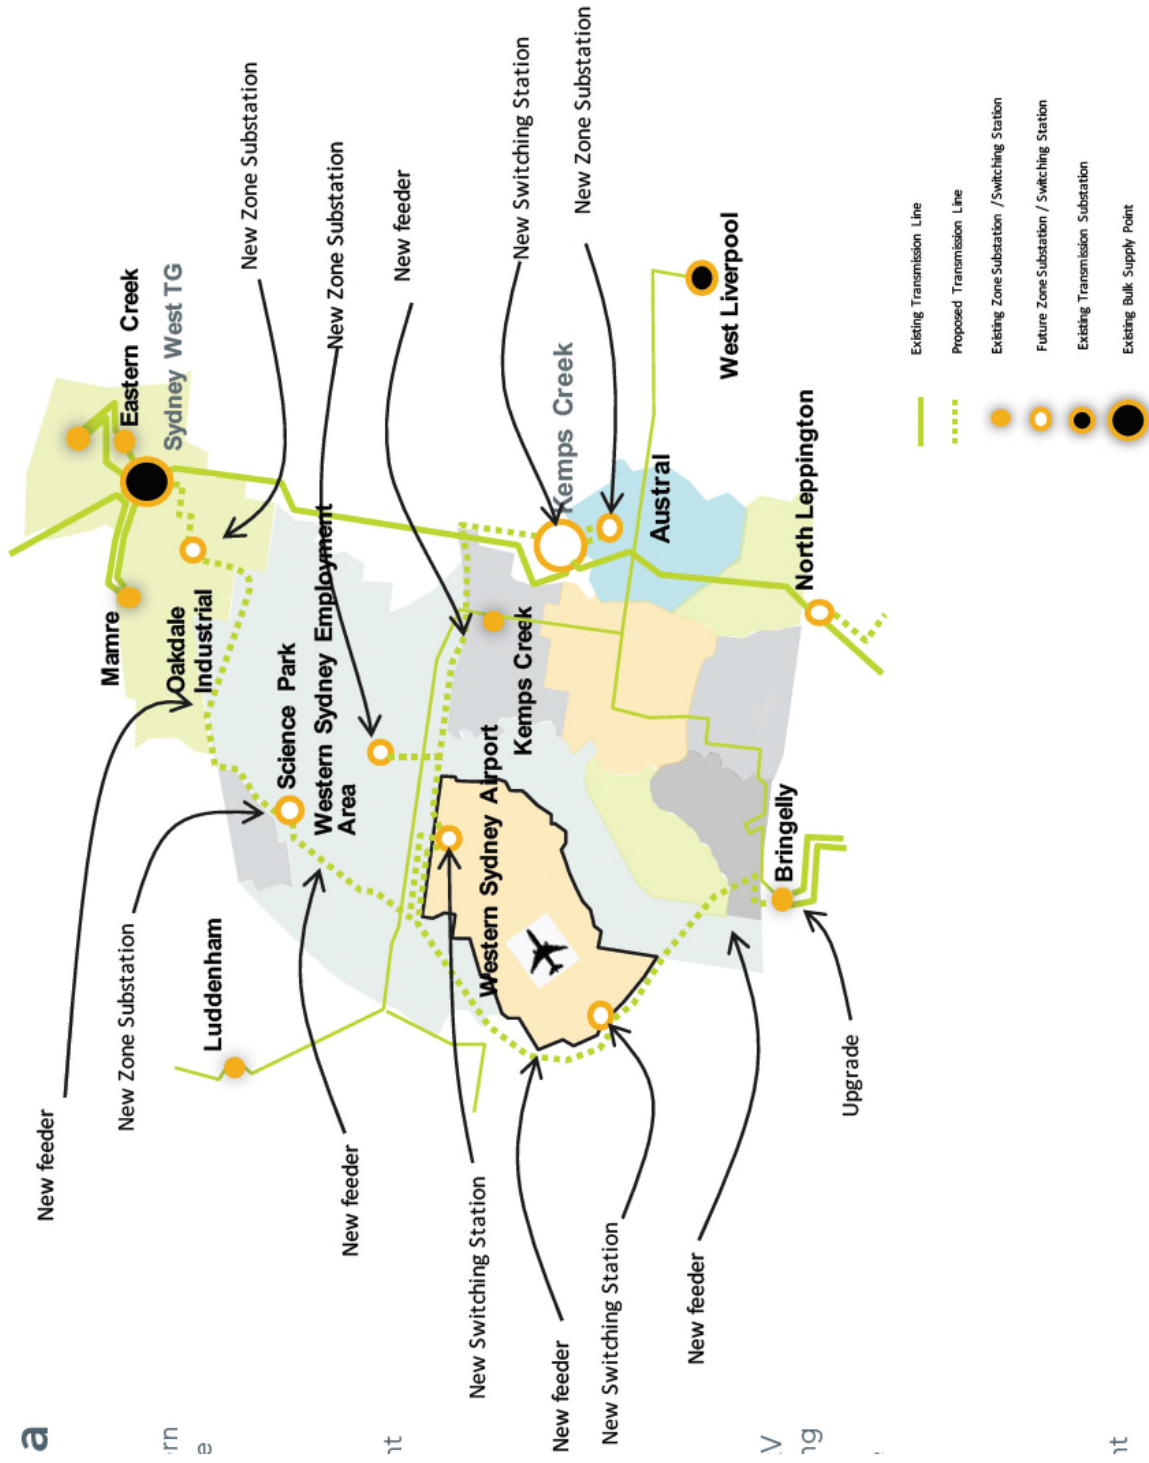 a
rn
e
nt
V
ng
nt
New feeder
New Zone Substation
New feeder
New Switching Station
New feeder
New Switching Station
New feeder
Upgrade
Luddenham
Mamre
Oakdale
Industrial
Science Park
Western Sydney Employment
Area
Western Sydney Airport
Kemps Creek
Bringelly
Eastern Creek
Sydney West TG
New Zone Substation
New Zone Substation
New feeder
New Switching Station
New Zone Substation
Kemps Creek
Austral
West Liverpool
North Leppington
Existing Transmission Line
Proposed Transmission Line
Existing Zone Substation / Switching Station
Future Zone Substation / Switching Station
Existing Transmission Substation
Existing Bulk Supply Point